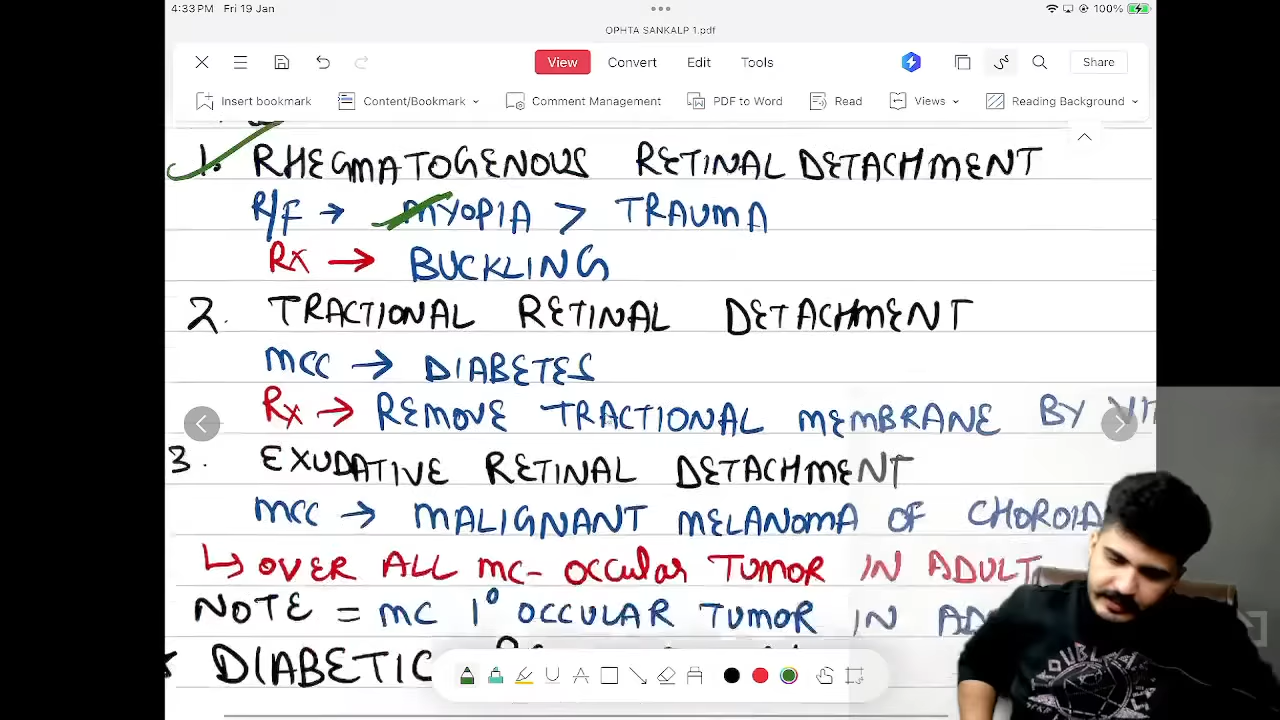 4:33 PM Fri 19 Jan
100%
OPHTA SANKALP 1.pdf
View Convert Edit Tools Share
Insert bookmark Content/Bookmark Comment Management PDF to Word Read Views Reading Background
1. RHEGMATOGENOUS RETINAL DETACHMENT
R/F → MYOPIA > TRAUMA
Rx → BUCKLING
2. TRACTIONAL RETINAL DETACHMENT
MCC → DIABETES
Rx → REMOVE TRACTIONAL MEMBRANE BY
3. EXUDATIVE RETINAL DETACHMENT
MCC → MALIGNANT MELANOMA OF
↳ OVER ALL MC- OCCULAR TUMOR IN ADULT
NOTE = MC 1° OCCULAR TUMOR IN
DIABETIC